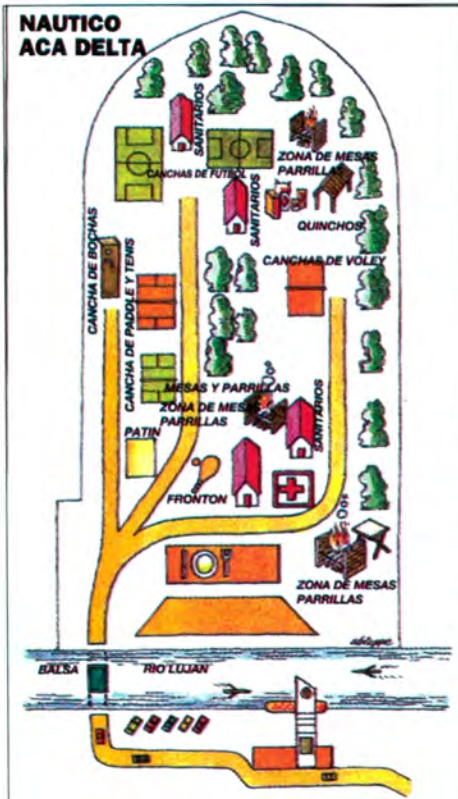 NAUTICO
ACA DELTA
SANITARIOS
ZONA DE MESAS
PARRILLAS
CANCHAS DE FUTBOL
SANITARIOS
QUINCHOS
CANCHA DE BOCHAS
CANCHA DE PADDLE Y TENIS
CANCHAS DE VOLEY
MESAS Y PARRILLAS
ZONA DE MESAS
PARRILLAS
SANITARIOS
PATIN
FRONTON
ZONA DE MESAS
PARRILLAS
BALSA
RIO LUJAN